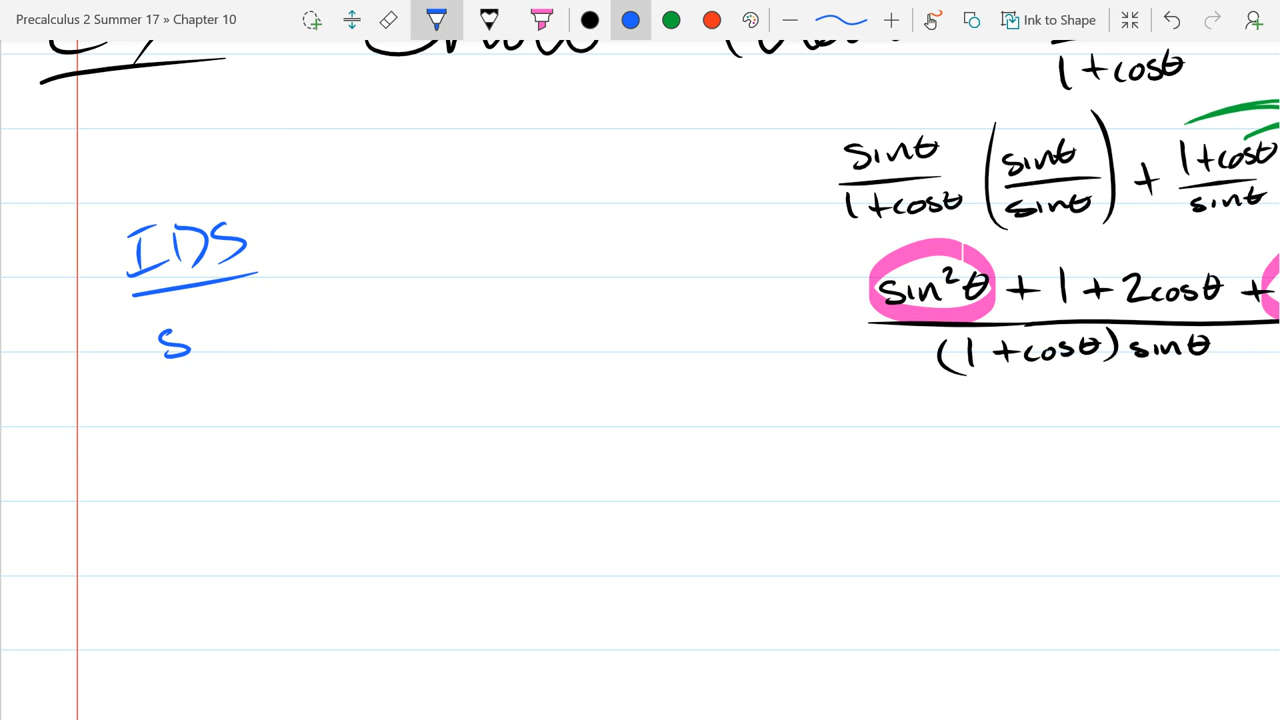 Precalculus 2 Summer 17 » Chapter 10
Ink to Shape
1+cosθ
sinθ/1+cosθ (sinθ/sinθ) + 1+cosθ/sinθ
IDS
sin²θ + 1 + 2cosθ +
(1+cosθ) sinθ
s